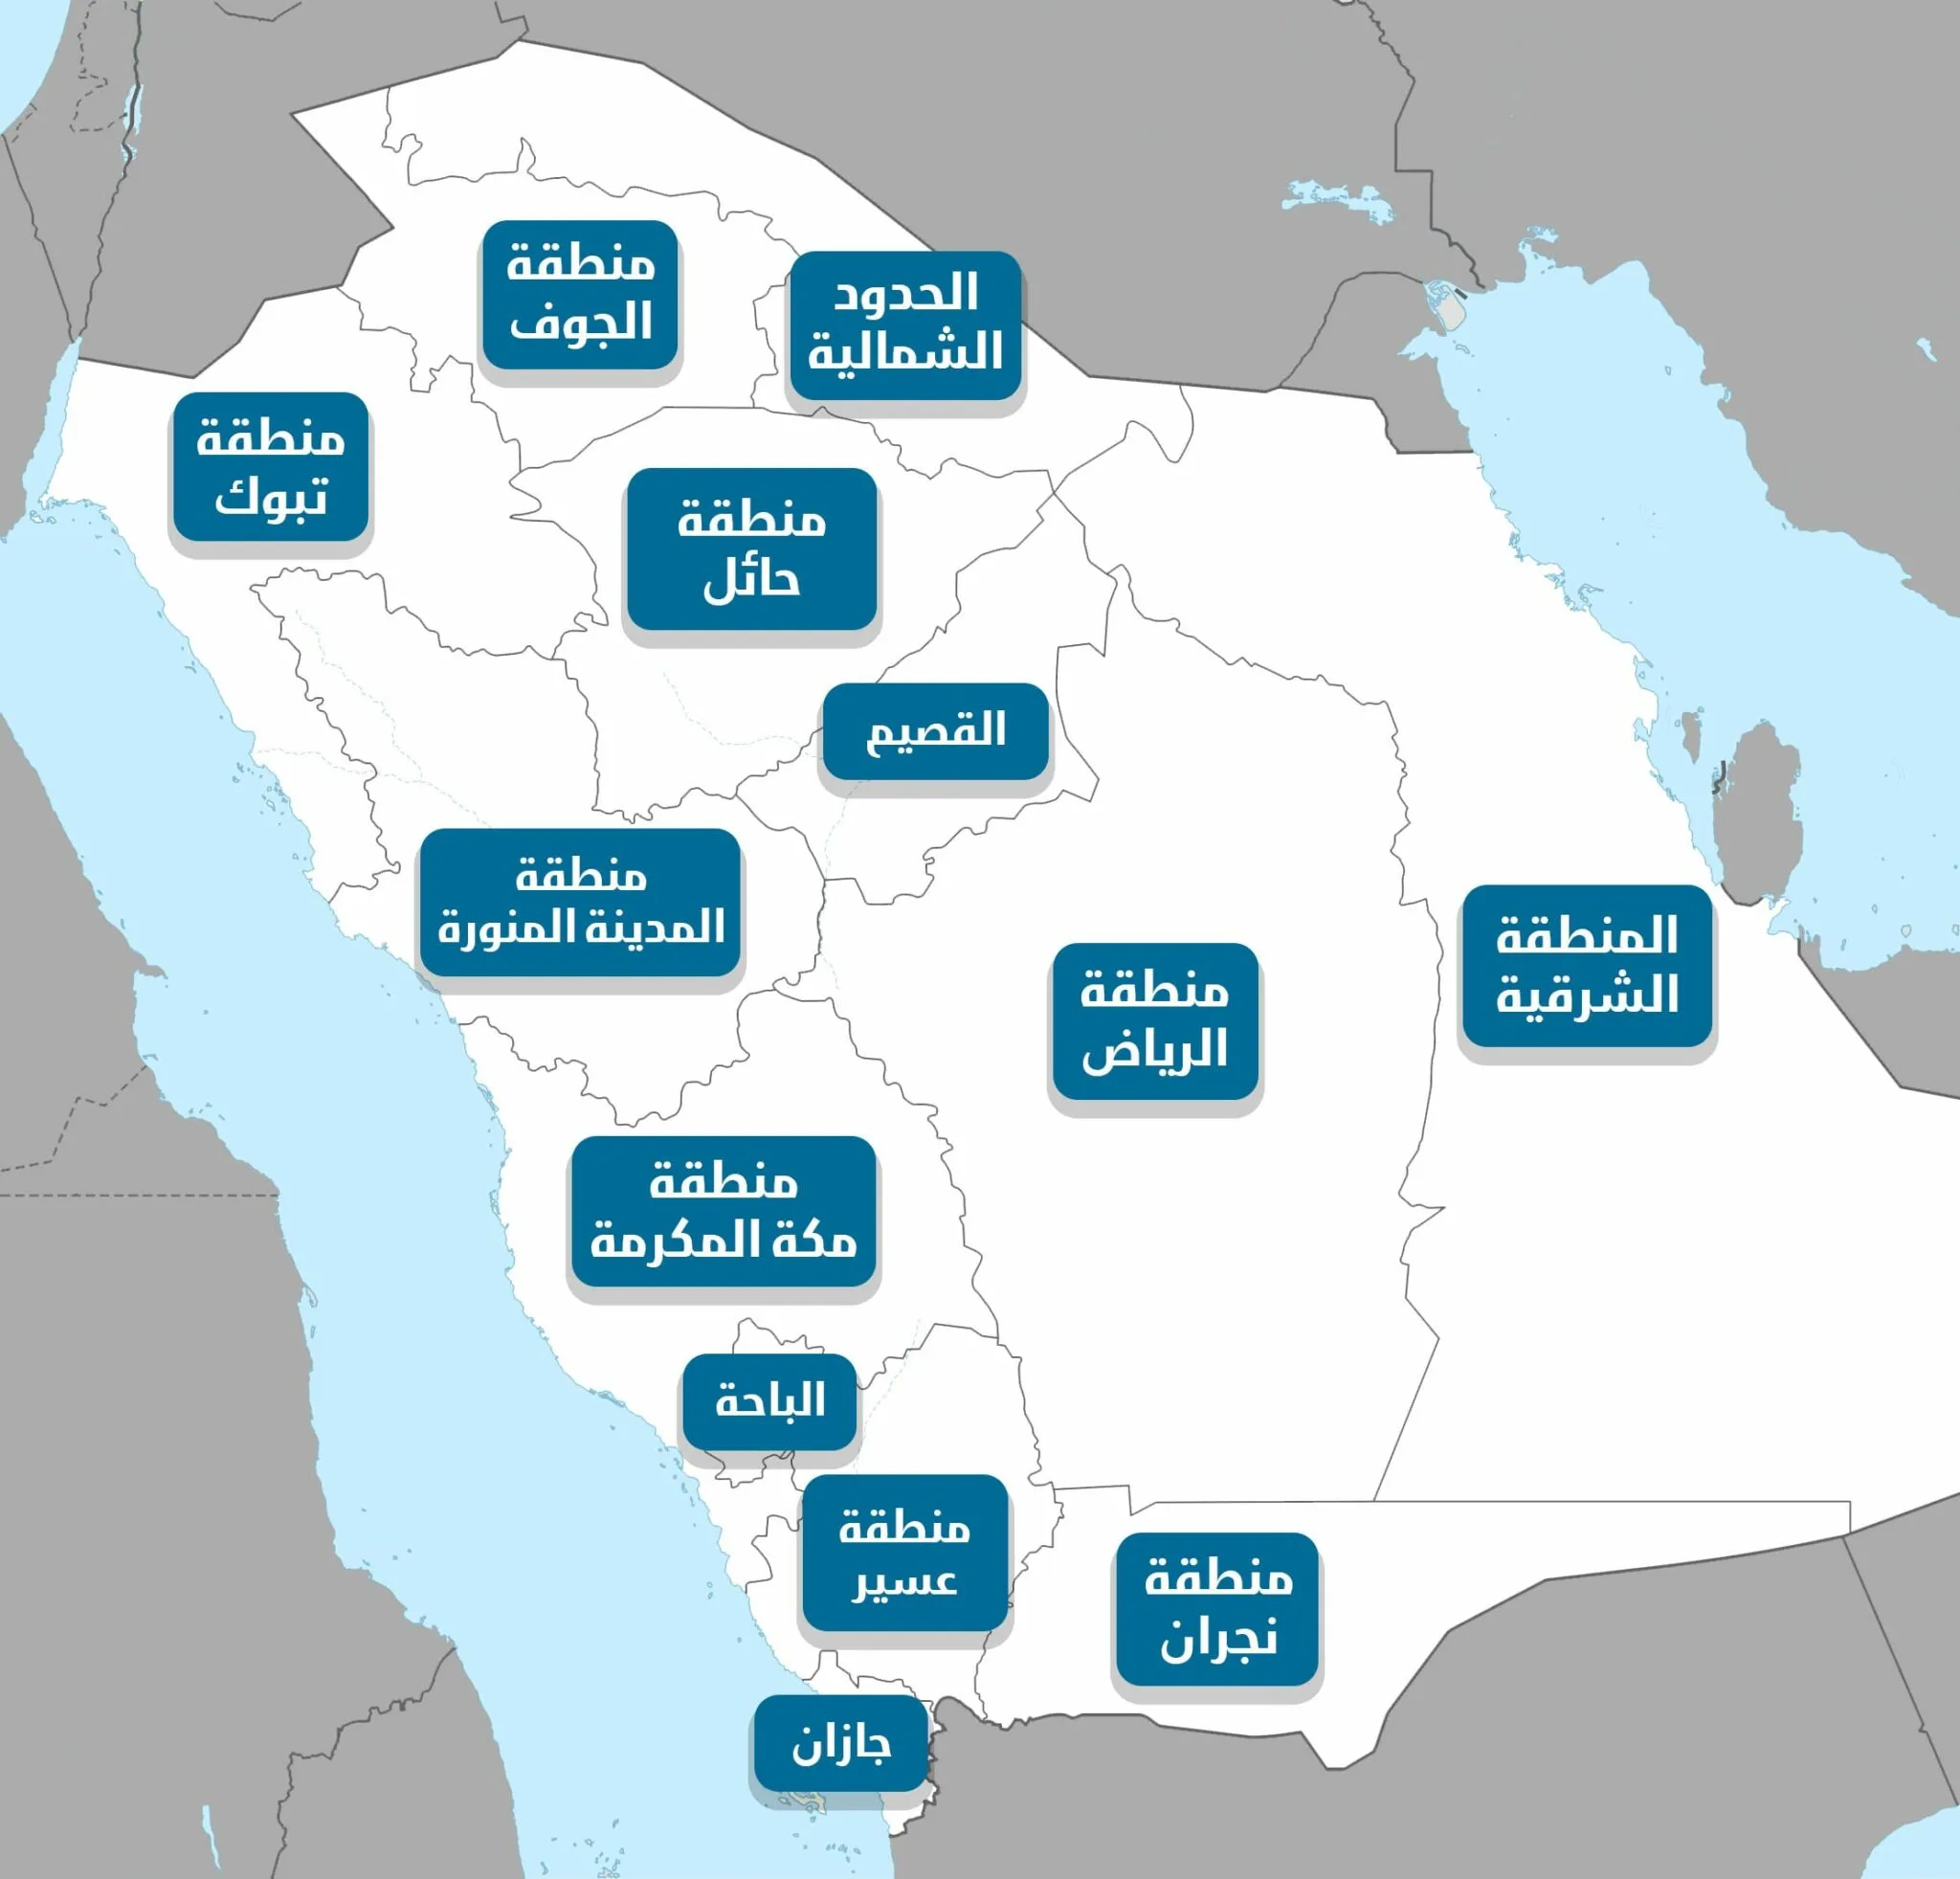 منطقة
الجوف
الحدود
الشمالية
منطقة
تبوك
منطقة
حائل
القصيم
منطقة
المدينة المنورة
المنطقة
الشرقية
منطقة
الرياض
منطقة
مكة المكرمة
الباحة
منطقة
عسير
منطقة
نجران
جازان